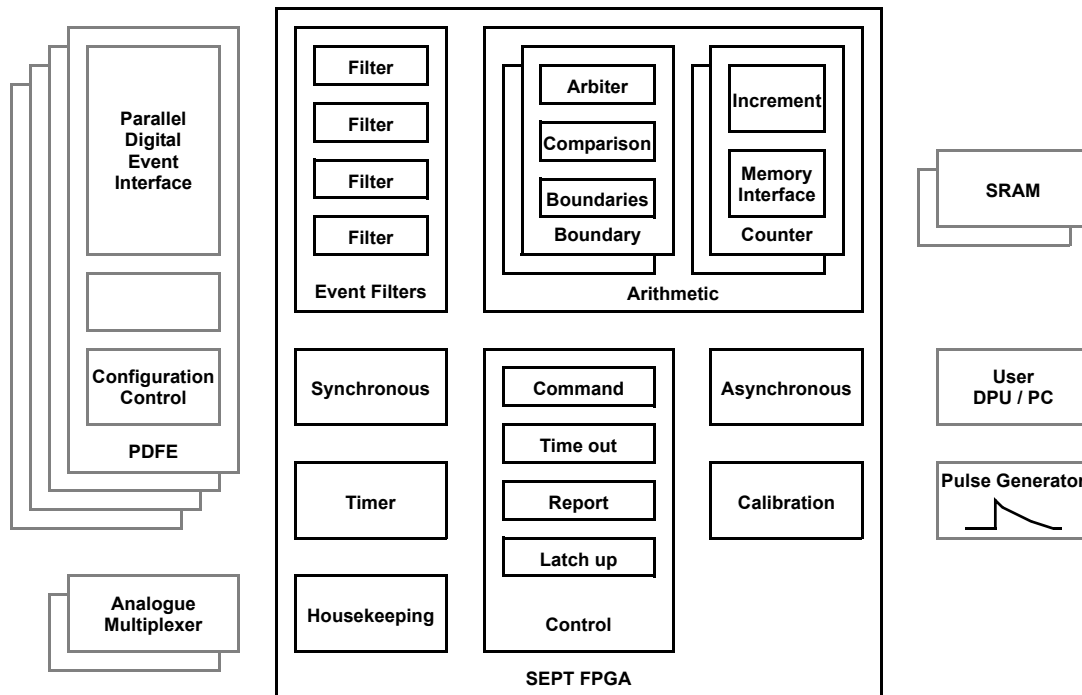 Parallel
Digital
Event
Interface
Configuration
Control
PDFE
Analogue
Multiplexer
Filter
Filter
Filter
Filter
Event Filters
Arbiter
Comparison
Boundaries
Boundary
Increment
Memory
Interface
Counter
Arithmetic
Synchronous
Timer
Housekeeping
Command
Time out
Report
Latch up
Control
Asynchronous
Calibration
SEPT FPGA
SRAM
User
DPU / PC
Pulse Generator